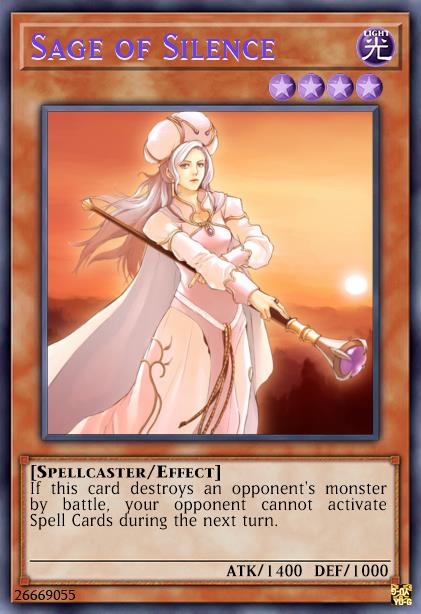 Sage of Silence
LIGHT
光
[Spellcaster/Effect]
If this card destroys an opponent's monster
by battle, your opponent cannot activate
Spell Cards during the next turn.
ATK/1400 DEF/1000
26669055